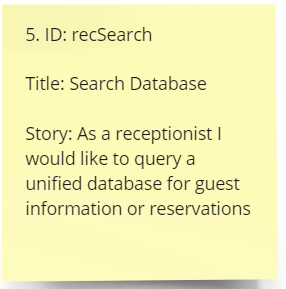 5. ID: recSearch
Title: Search Database
Story: As a receptionist I
would like to query a
unified database for guest
information or reservations